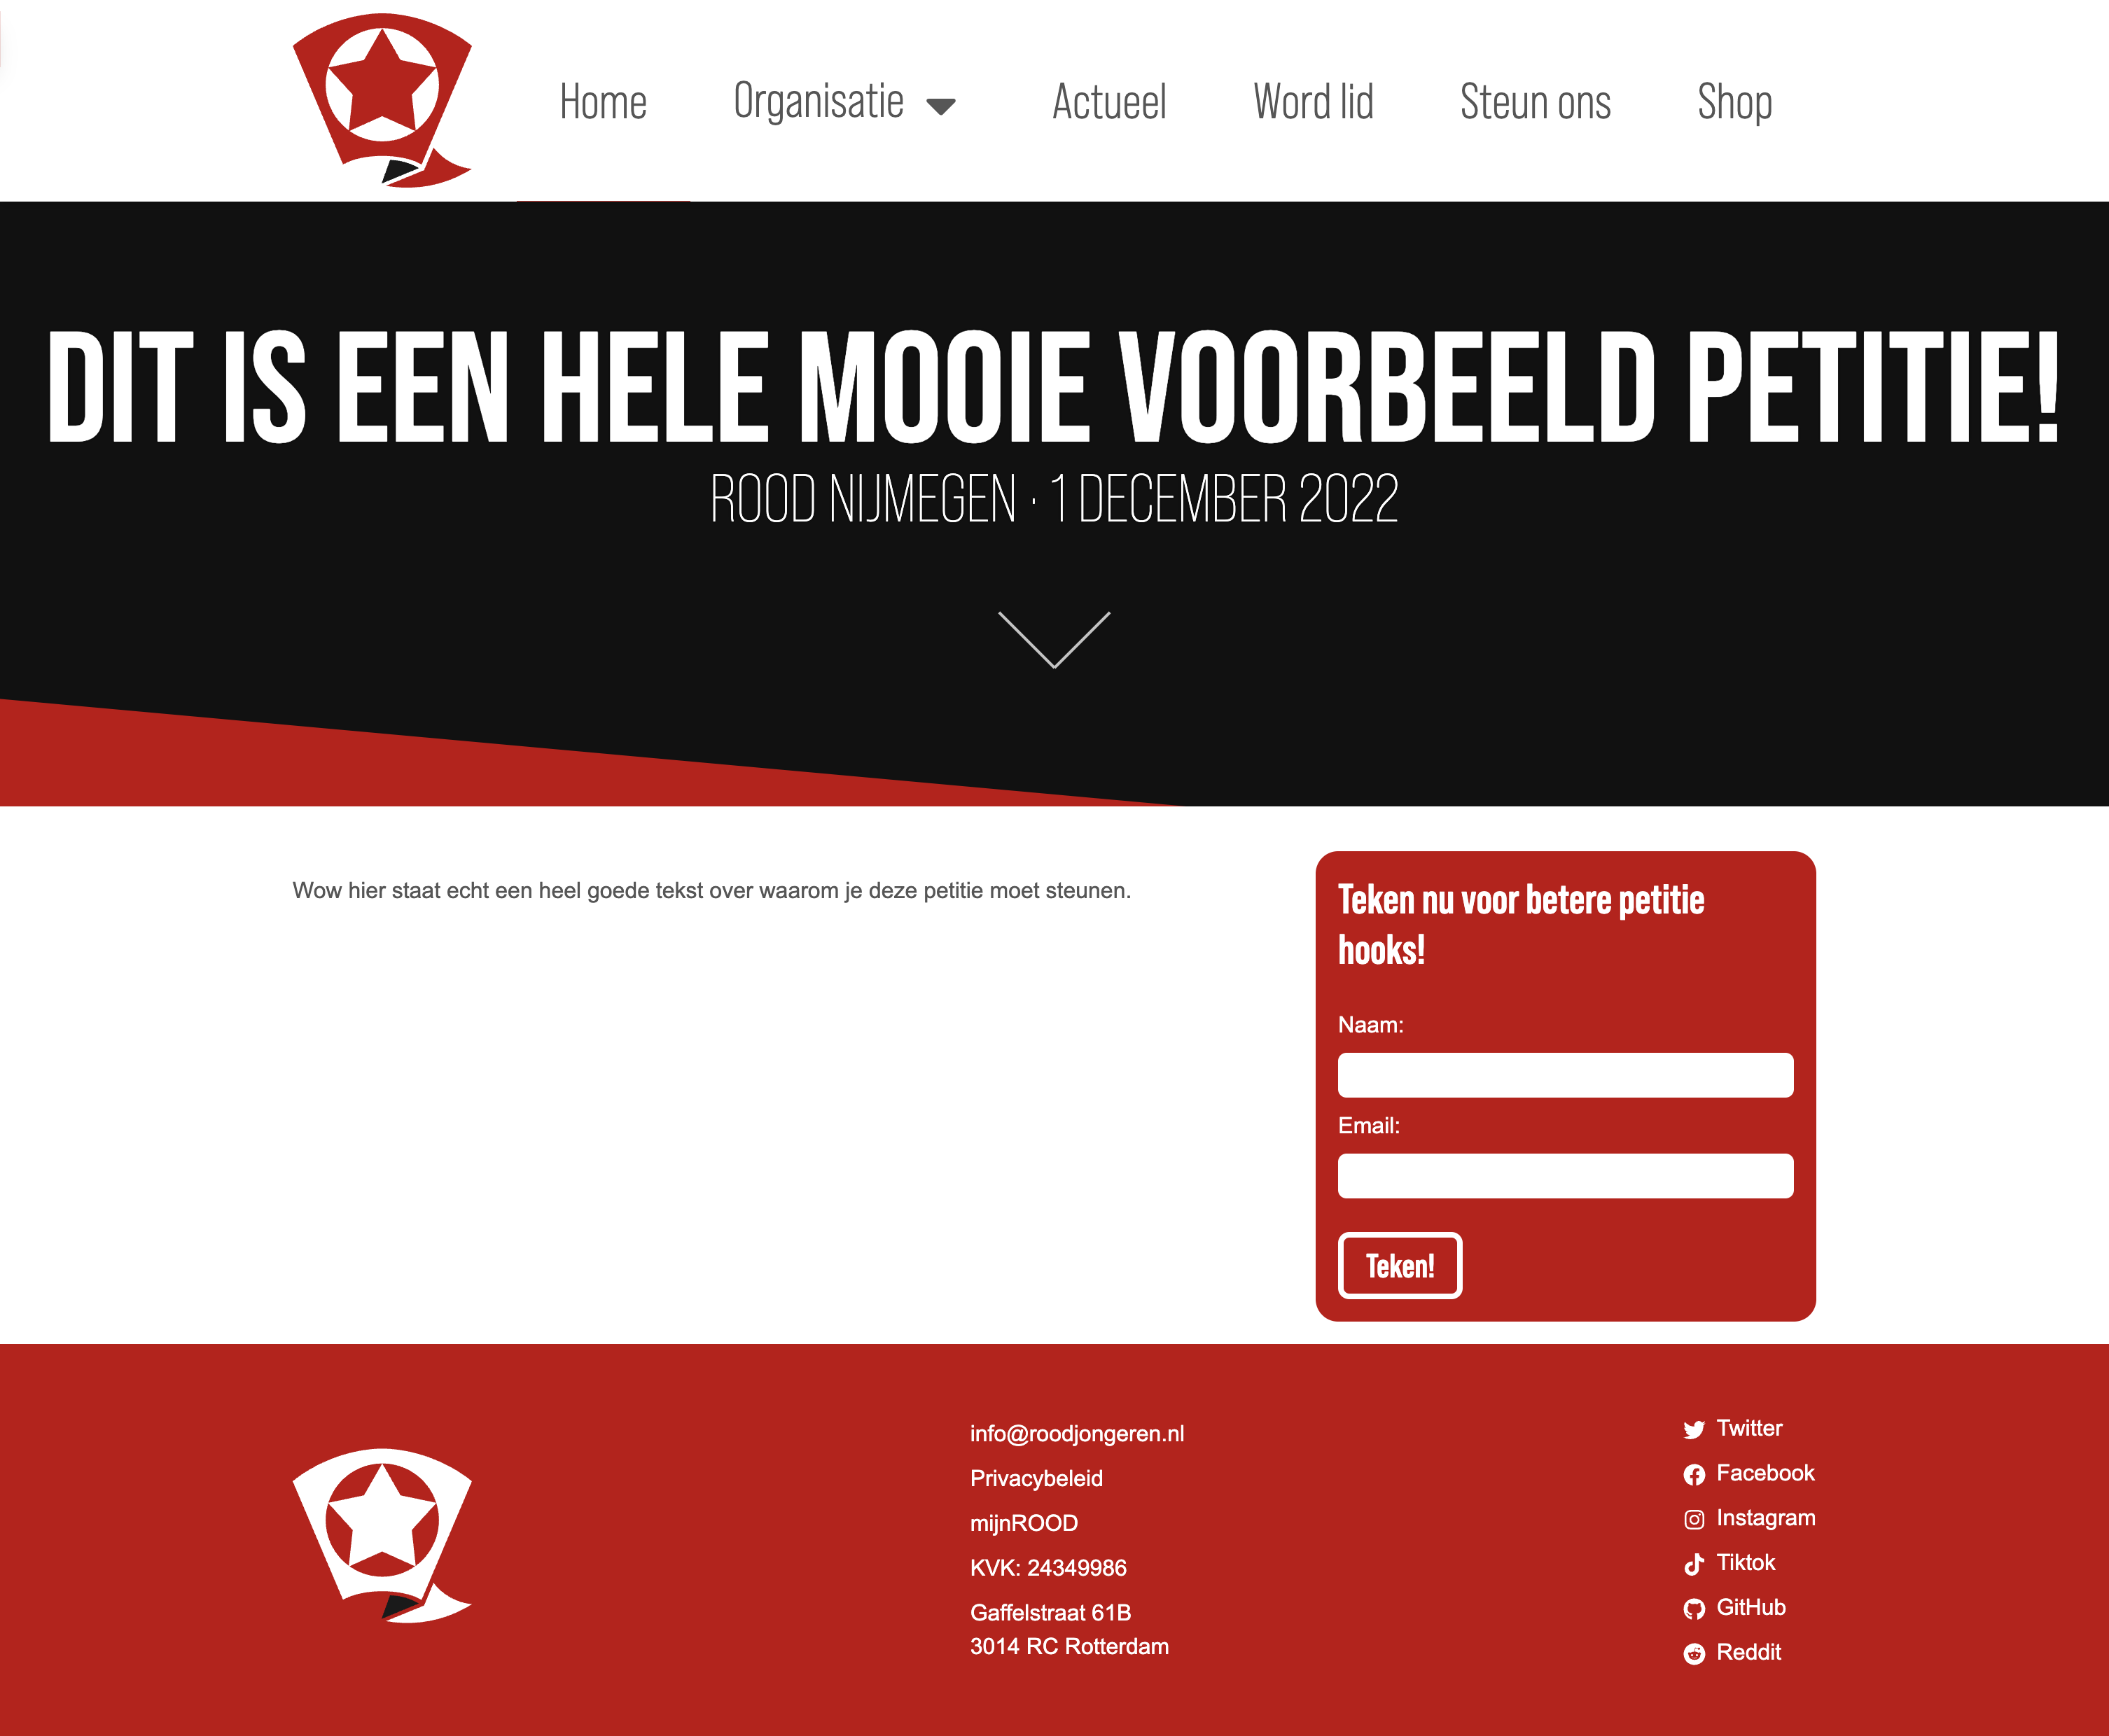 Home Organisatie Actueel Word lid Steun ons Shop
DIT IS EEN HELE MOOIE VOORBEELD PETITIE!
ROOD NIJMEGEN · 1 DECEMBER 2022
Wow hier staat echt een heel goede tekst over waarom je deze petitie moet steunen.
Teken nu voor betere petitie
hooks!
Naam:
Email:
Teken!
info@roodjongeren.nl
Privacybeleid
mijnROOD
KVK: 24349986
Gaffelstraat 61B
3014 RC Rotterdam
Twitter
Facebook
Instagram
Tiktok
GitHub
Reddit